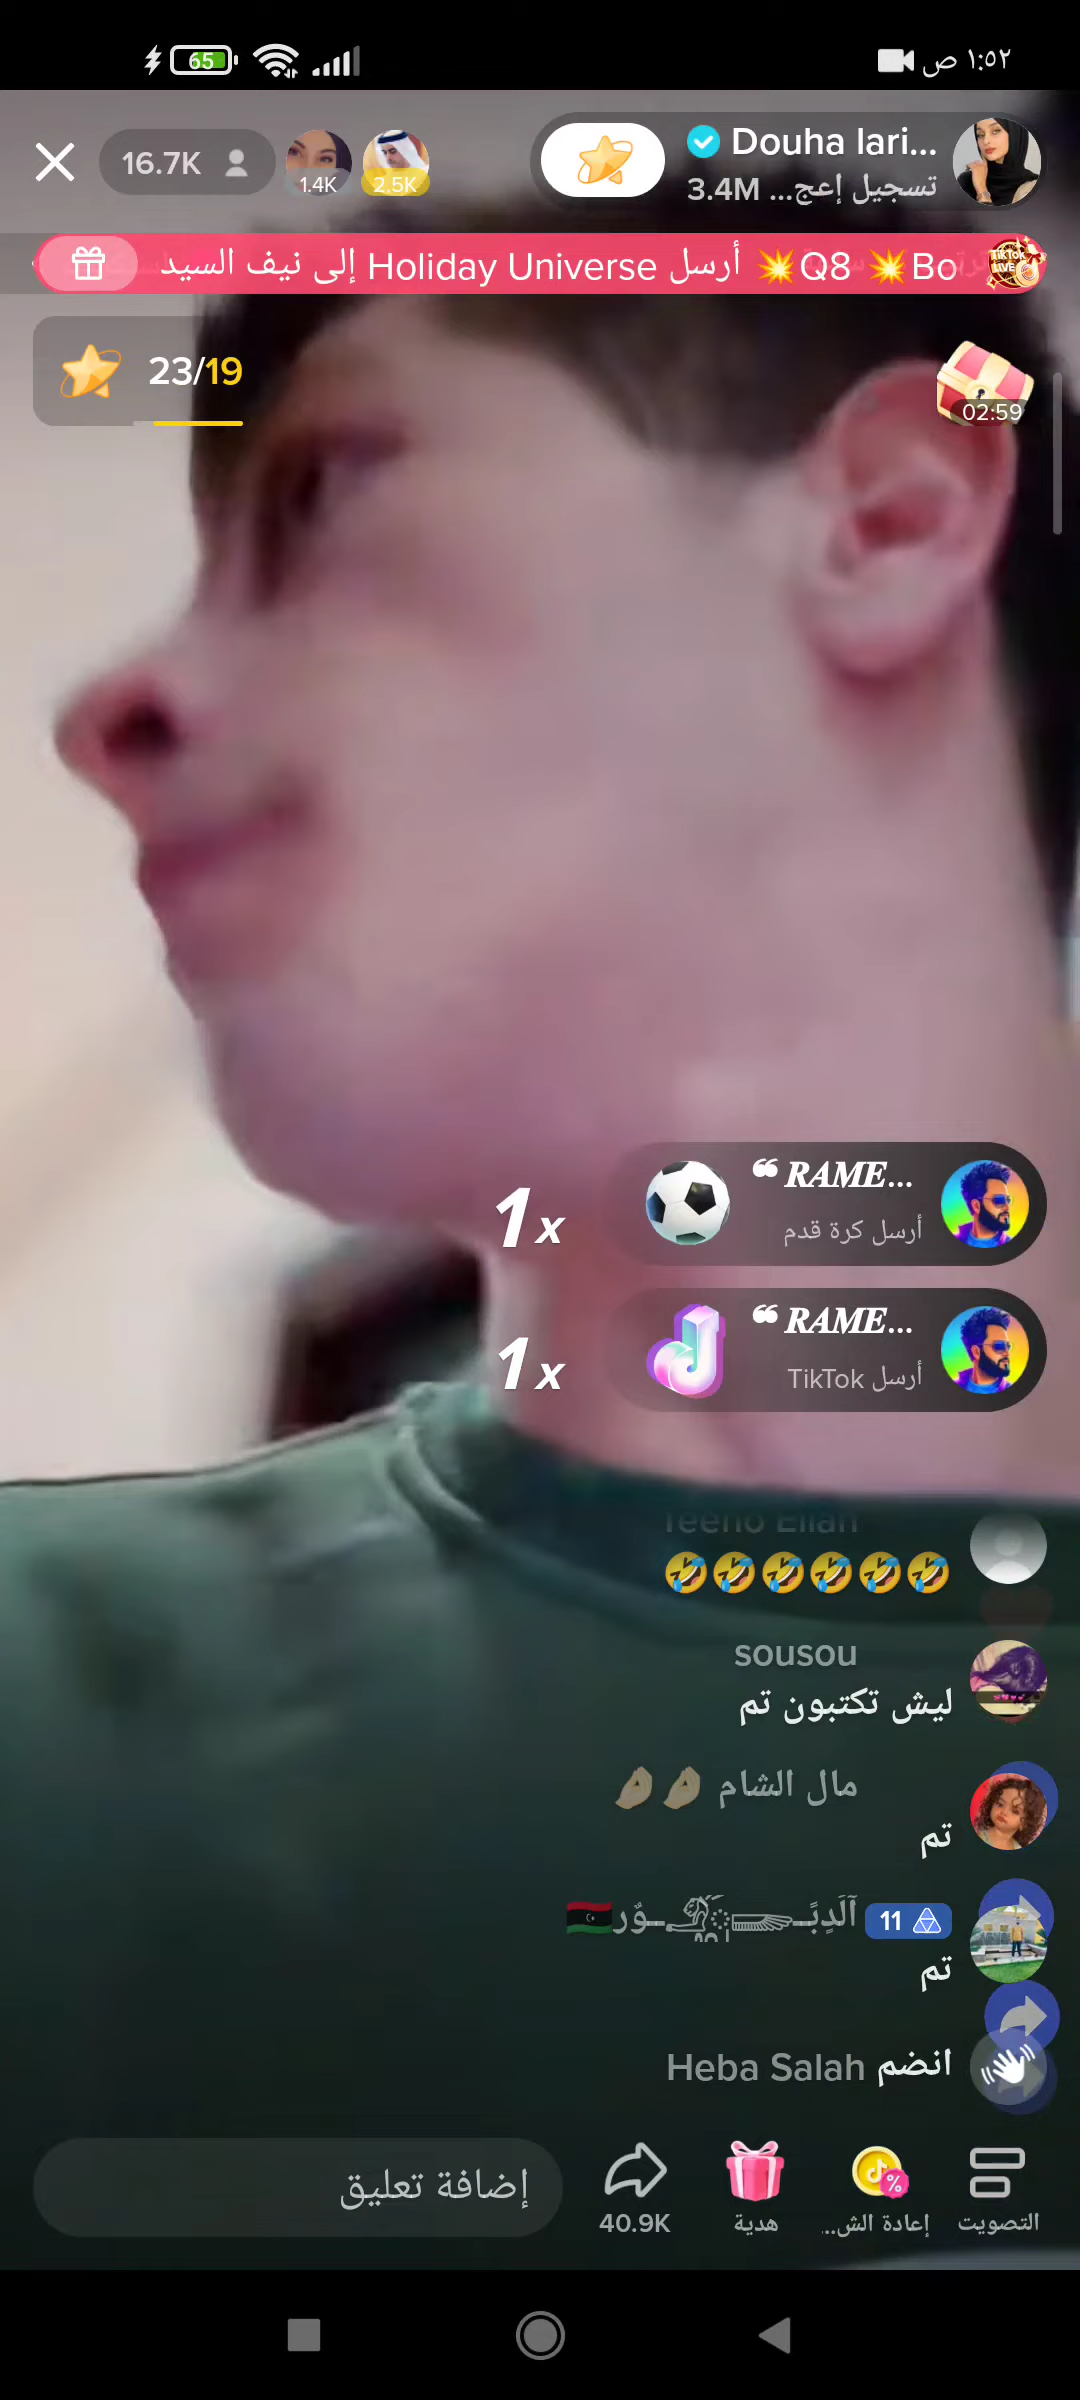 65
١:٥٢ ص
16.7K
1.4K
2.5K
Douha lari...
تسجيل إعج... 3.4M
Bo 💥 Q8 💥 أرسل Holiday Universe إلى نيف السيد
TikTok LIVE
23/19
02:59
❝ RAME...
أرسل كرة قدم
1x
❝ RAME...
أرسل TikTok
1x
🤣🤣🤣🤣🤣🤣
sousou
ليش تكتبون تم
مال الشام 🤌🏼🤌🏼
تم
11
تم
Heba Salah انضم
إضافة تعليق
40.9K
هدية
إعادة الش...
التصويت